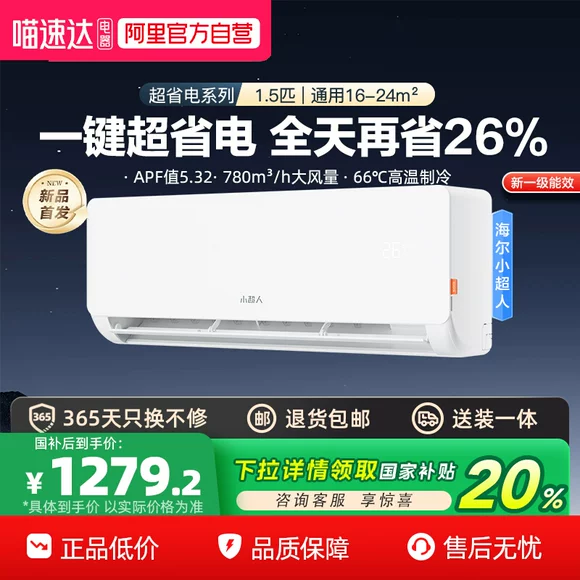 喵速达 电器 阿里官方自营
超省电系列 1.5匹 | 通用16-24m²
一键超省电 全天再省26%
· APF值5.32 · 780m³/h大风量 · 66℃高温制冷
新一级能效
NEW
新品
首发
海尔小超人
26
小超人
365 365天只换不修
邮 退货包邮
送装一体
国补后到手价：
¥1279.2
*具体到手价 以实际价格为准
下拉详情领取 国家补贴
咨询客服 享惊喜
20%
正品低价
品质保障
售后无忧